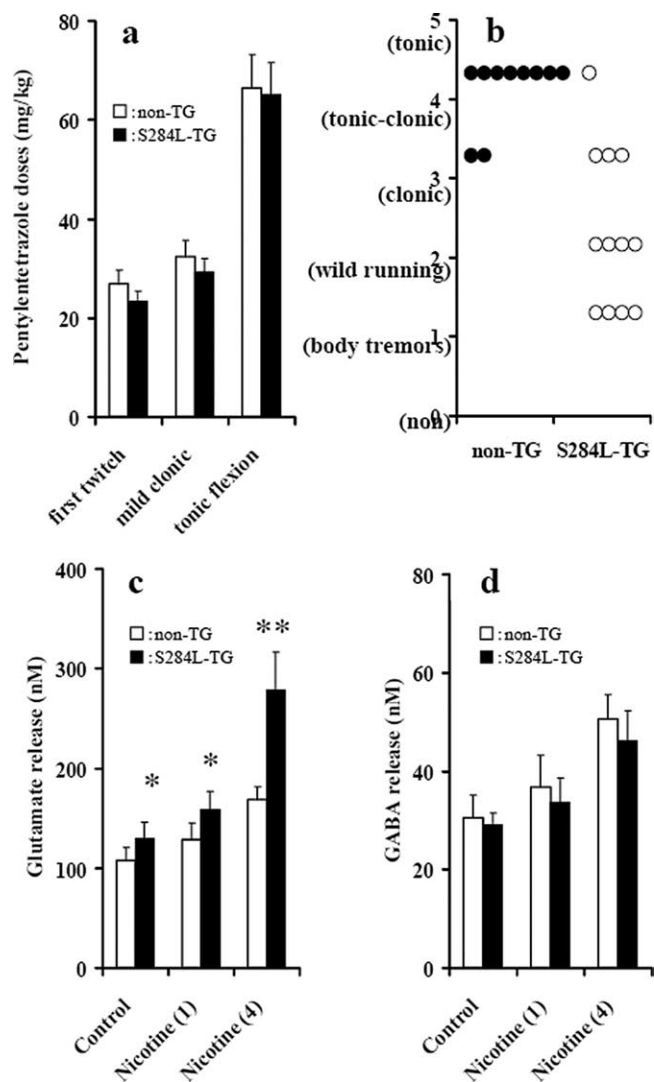 a
Pentylentetrazole doses (mg/kg)
80
60
40
20
0
□:non-TG
■:S284L-TG
first twitch
mild clonic
tonic flexion
b
5
(tonic)
4
(tonic-clonic)
3
(clonic)
2
(wild running)
1
(body tremors)
0
(non)
non-TG S284L-TG
c
Glutamate release (nM)
400
300
200
100
0
□:non-TG
■:S284L-TG
*
*
**
Control
Nicotine (1)
Nicotine (4)
d
GABA release (nM)
80
60
40
20
0
□:non-TG
■:S284L-TG
Control
Nicotine (1)
Nicotine (4)